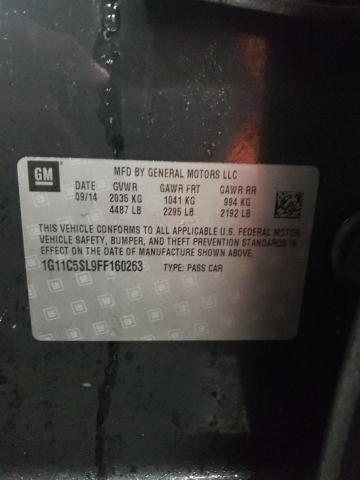 GM
MFD BY GENERAL MOTORS LLC
DATE GVWR GAWR FRT GAWR RR
09/14 2035 KG 1041 KG 994 KG
4487 LB 2295 LB 2192 LB
THIS VEHICLE CONFORMS TO ALL APPLICABLE U.S. FEDERAL MOTOR
VEHICLE SAFETY, BUMPER, AND THEFT PREVENTION STANDARDS IN
EFFECT ON THE DATE OF MANUFACTURE SHOWN ABOVE.
1G11C5SL9FF160263 TYPE: PASS CAR